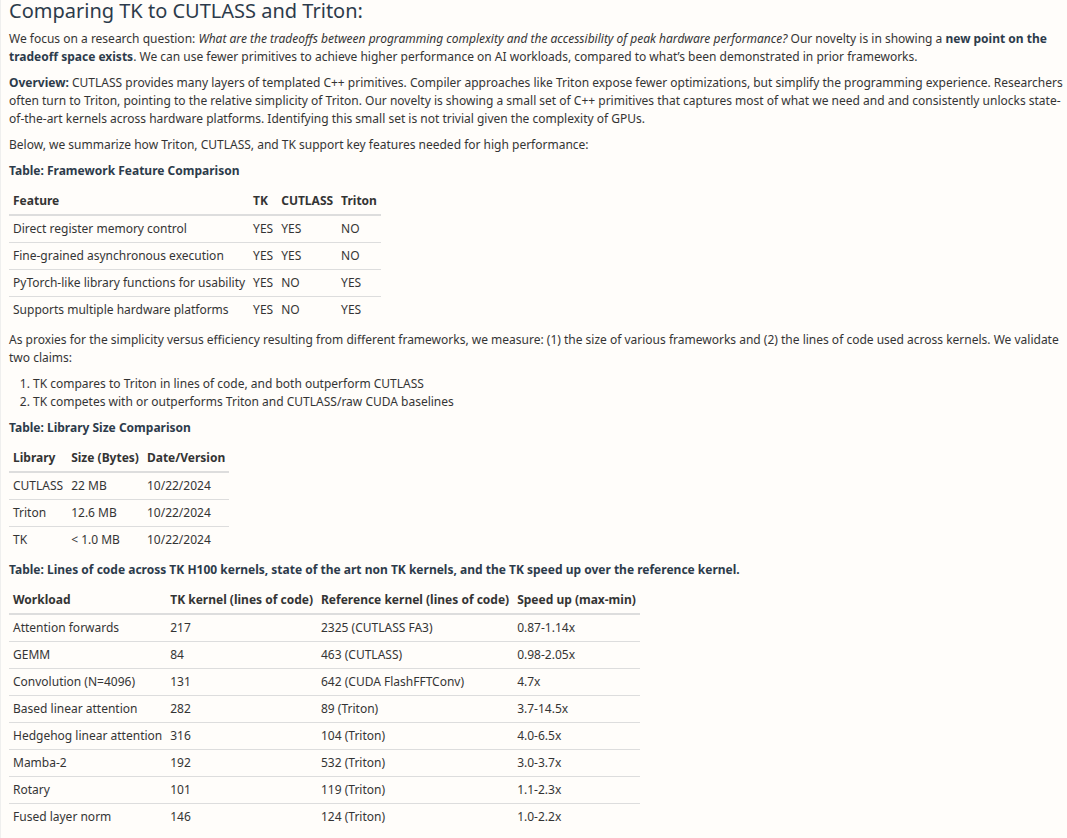 Comparing TK to CUTLASS and Triton:
We focus on a research question: What are the tradeoffs between programming complexity and the accessibility of peak hardware performance? Our novelty is in showing a new point on the
tradeoff space exists. We can use fewer primitives to achieve higher performance on AI workloads, compared to what's been demonstrated in prior frameworks.
Overview: CUTLASS provides many layers of templated C++ primitives. Compiler approaches like Triton expose fewer optimizations, but simplify the programming experience. Researchers
often turn to Triton, pointing to the relative simplicity of Triton. Our novelty is showing a small set of C++ primitives that captures most of what we need and and consistently unlocks state-
of-the-art kernels across hardware platforms. Identifying this small set is not trivial given the complexity of GPUs.
Below, we summarize how Triton, CUTLASS, and TK support key features needed for high performance:
Table: Framework Feature Comparison
Feature TK CUTLASS Triton
Direct register memory control YES YES NO
Fine-grained asynchronous execution YES YES NO
PyTorch-like library functions for usability YES NO YES
Supports multiple hardware platforms YES NO YES
As proxies for the simplicity versus efficiency resulting from different frameworks, we measure: (1) the size of various frameworks and (2) the lines of code used across kernels. We validate
two claims:
1. TK compares to Triton in lines of code, and both outperform CUTLASS
2. TK competes with or outperforms Triton and CUTLASS/raw CUDA baselines
Table: Library Size Comparison
Library Size (Bytes) Date/Version
CUTLASS 22 MB 10/22/2024
Triton 12.6 MB 10/22/2024
TK < 1.0 MB 10/22/2024
Table: Lines of code across TK H100 kernels, state of the art non TK kernels, and the TK speed up over the reference kernel.
Workload TK kernel (lines of code) Reference kernel (lines of code) Speed up (max-min)
Attention forwards 217 2325 (CUTLASS FA3) 0.87-1.14x
GEMM 84 463 (CUTLASS) 0.98-2.05x
Convolution (N=4096) 131 642 (CUDA FlashFFTConv) 4.7x
Based linear attention 282 89 (Triton) 3.7-14.5x
Hedgehog linear attention 316 104 (Triton) 4.0-6.5x
Mamba-2 192 532 (Triton) 3.0-3.7x
Rotary 101 119 (Triton) 1.1-2.3x
Fused layer norm 146 124 (Triton) 1.0-2.2x